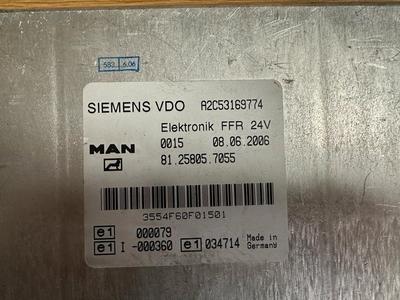 583 6.06
SIEMENS VDO A2C53169774
Elektronik FFR 24V
MAN 0015 08.06.2006
81.25805.7055
3554F60F01501
e1 000079
e1 I -000360 e1 034714 Made in Germany